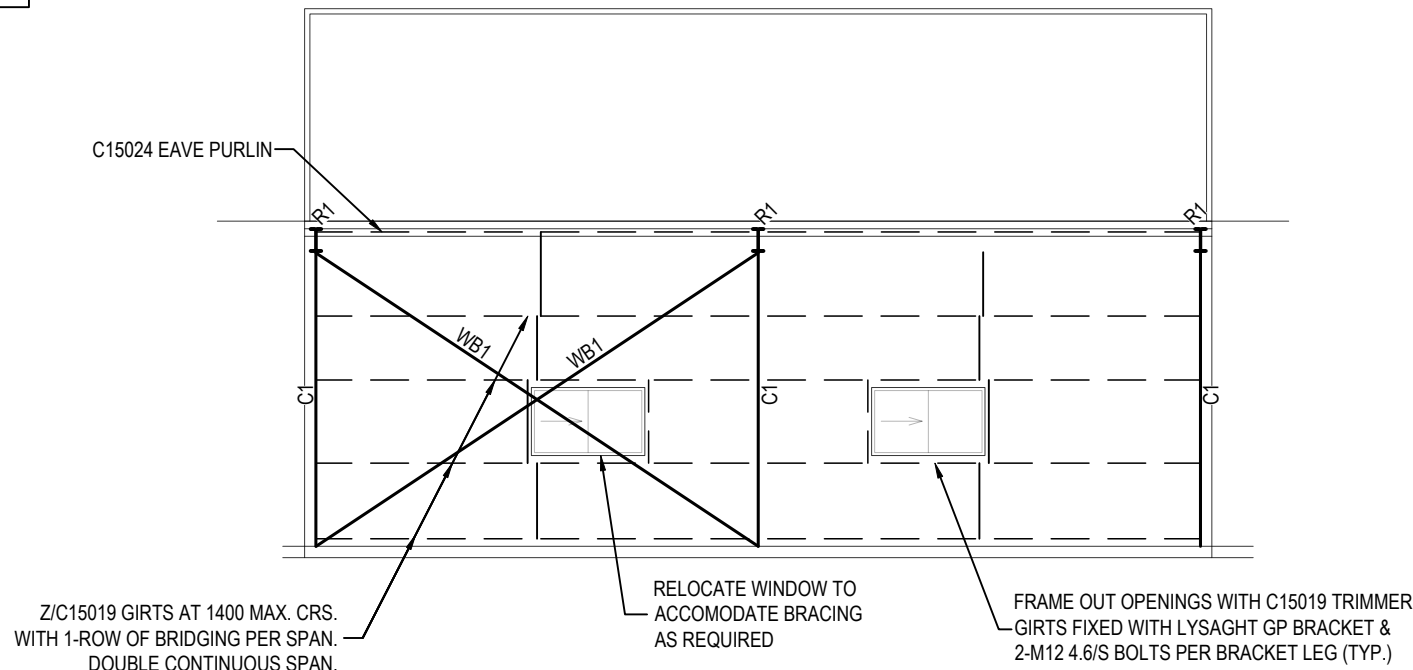 C15024 EAVE PURLIN
R1
R1
R1
WB1
WB1
C1
C1
C1
Z/C15019 GIRTS AT 1400 MAX. CRS.
WITH 1-ROW OF BRIDGING PER SPAN.
DOUBLE CONTINUOUS SPAN.
RELOCATE WINDOW TO
ACCOMODATE BRACING
AS REQUIRED
FRAME OUT OPENINGS WITH C15019 TRIMMER
GIRTS FIXED WITH LYSAGHT GP BRACKET &
2-M12 4.6/S BOLTS PER BRACKET LEG (TYP.)